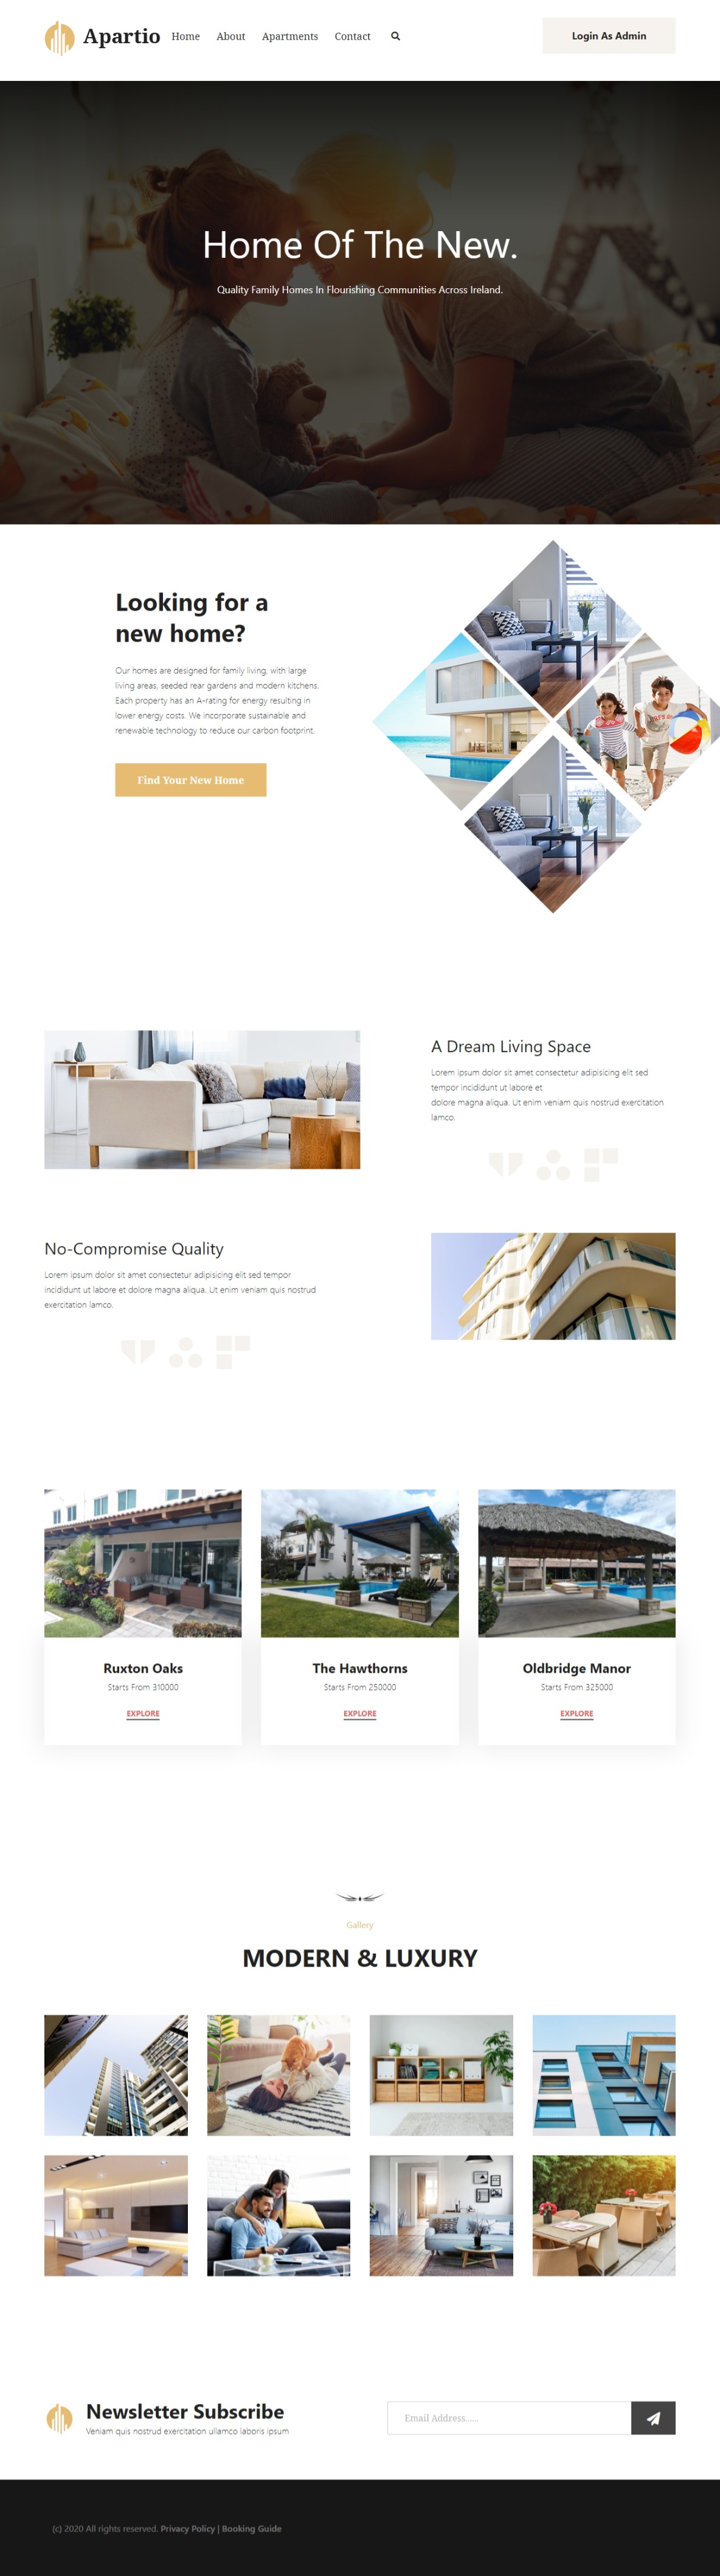 Apartio
Home
About
Apartments
Contact
Login As Admin
Home Of The New.
Quality Family Homes In Flourishing Communities Across Ireland.
Looking for a
new home?
Our homes are designed for family living, with large
living areas, seeded rear gardens and modern kitchens.
Each property has an A-rating for energy resulting in
lower energy costs. We incorporate sustainable and
renewable technology to reduce our carbon footprint.
Find Your New Home
A Dream Living Space
Lorem ipsum dolor sit amet consectetur adipisicing elit sed
tempor incididunt ut labore et
dolore magna aliqua. Ut enim veniam quis nostrud exercitation
lamco.
No-Compromise Quality
Lorem ipsum dolor sit amet consectetur adipisicing elit sed tempor
incididunt ut labore et dolore magna aliqua. Ut enim veniam quis nostrud
exercitation lamco.
Ruxton Oaks
Starts From 310000
EXPLORE
The Hawthorns
Starts From 250000
EXPLORE
Oldbridge Manor
Starts From 325000
EXPLORE
Gallery
MODERN & LUXURY
Newsletter Subscribe
Veniam quis nostrud exercitation ullamco laboris ipsum
Email Address......
(c) 2020 All rights reserved. Privacy Policy | Booking Guide